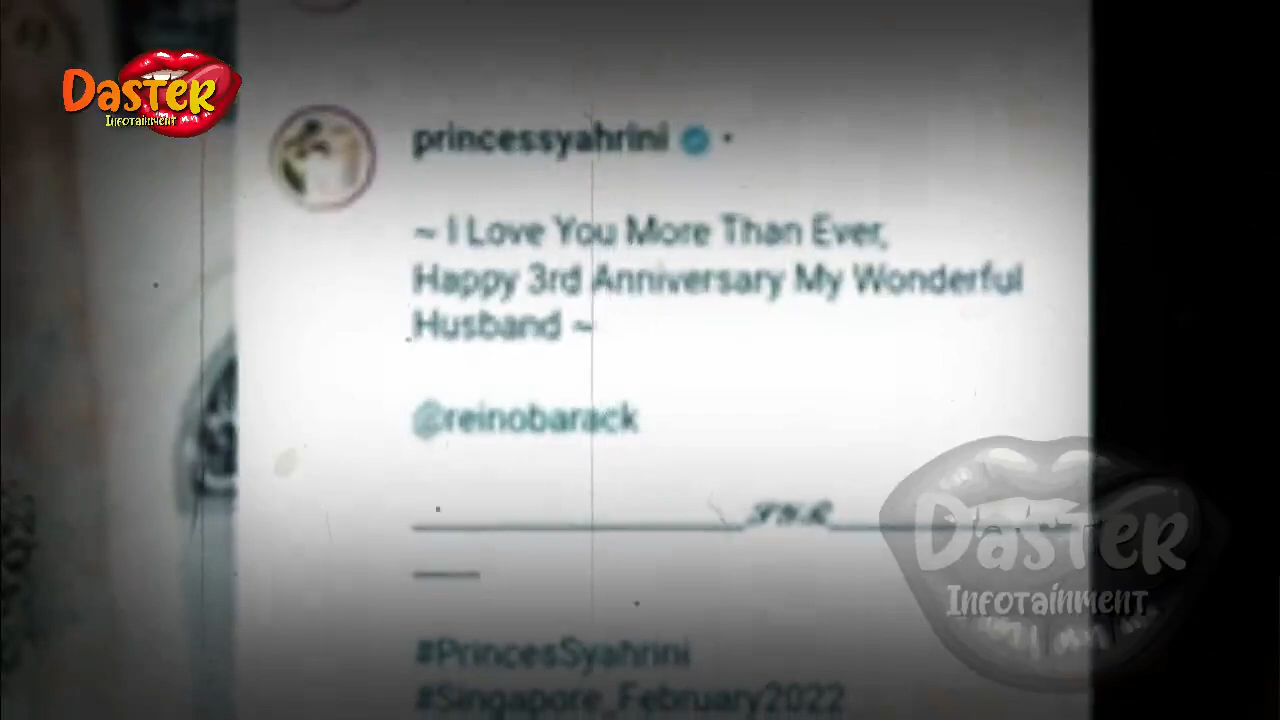 Daster
Infotainment
princessyahrini
~ I Love You More Than Ever,
Happy 3rd Anniversary My Wonderful
Husband ~
@reinobarack
#PrincesSyahrini
#Singapore_February2022
Daster
Infotainment